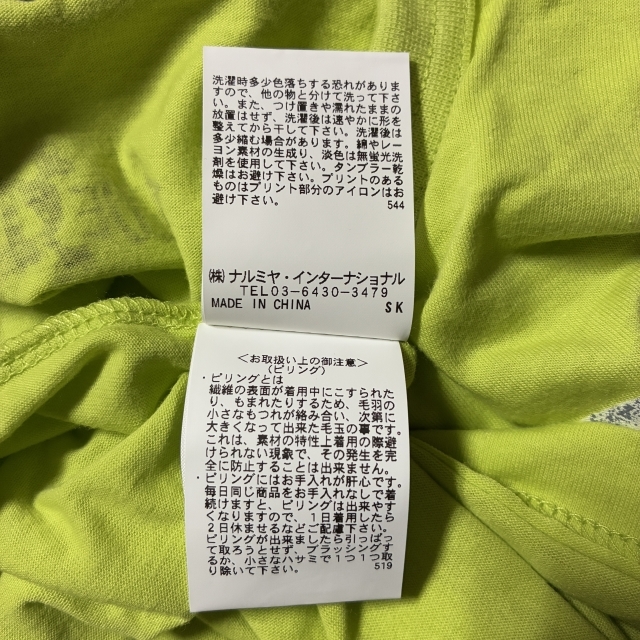 洗濯時多少色落ちする恐れがありま
すので、他の物と分けて洗って下さ
い。また、つけ置きや濡れたままの
放置はせず、洗濯後は速やかに形を
整えてから干して下さい。洗濯後は
多少縮む場合があります。綿やレー
ヨン素材の生成り、淡色は無蛍光洗
剤を使用して下さい。タンブラー乾
燥はお避け下さい。プリントのある
ものはプリント部分のアイロンはお
避け下さい。 544
㈱ナルミヤ・インターナショナル
TEL03-6430-3479
MADE IN CHINA SK
＜お取扱い上の御注意＞
(ピリング)
・ピリングとは
繊維の表面が着用中にこすられた
り、もまれたりするため、毛羽の
小さなもつれが絡み合い、次第に
大きくなって出来た毛玉の事です。
これは、素材の特性上着用の際避
けられない現象で、その発生を完
全に防止することは出来ません。
・ピリングにはお手入れが肝心です。
毎日同じ商品をお手入れなしで着
続けますと、ピリングは出来やす
くなりますので、1日着用したら
2日休ませるなどご配慮下さい。
ピリングが出来ましたら引っぱっ
て取ろうとせず、ブラッシングす
るか、小さなハサミで1つ1つ取
り除いて下さい。 519